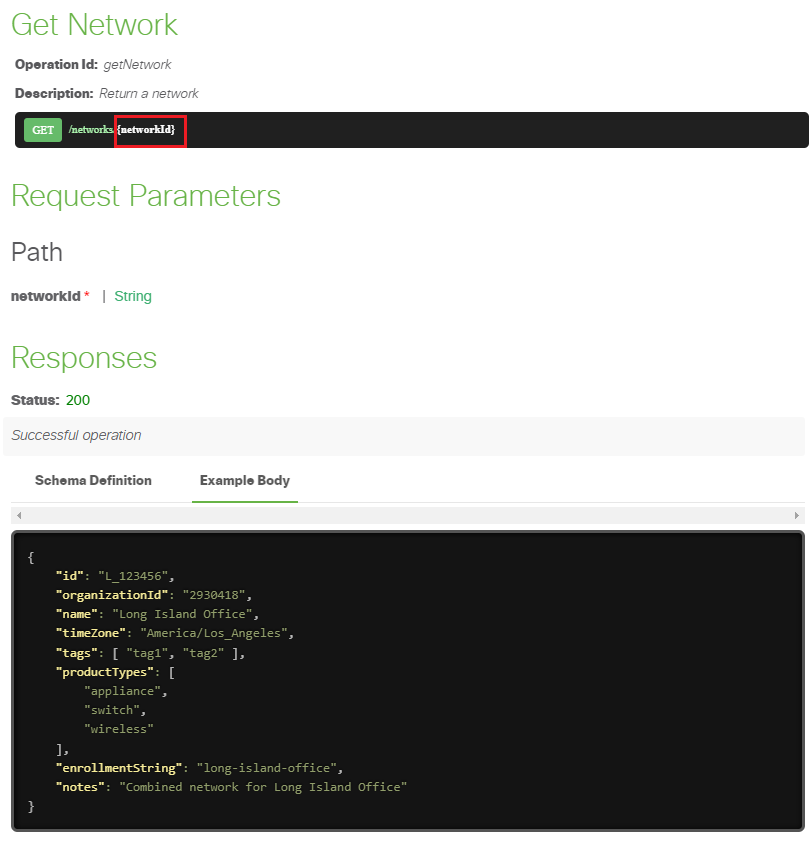 Get Network
Operation Id: getNetwork
Description: Return a network
GET /networks/{networkId}
Request Parameters
Path
networkId * | String
Responses
Status: 200
Successful operation
Schema Definition Example Body
{
"id": "L_123456",
"organizationId": "2930418",
"name": "Long Island Office",
"timeZone": "America/Los_Angeles",
"tags": [ "tag1", "tag2" ],
"productTypes": [
"appliance",
"switch",
"wireless"
],
"enrollmentString": "long-island-office",
"notes": "Combined network for Long Island Office"
}